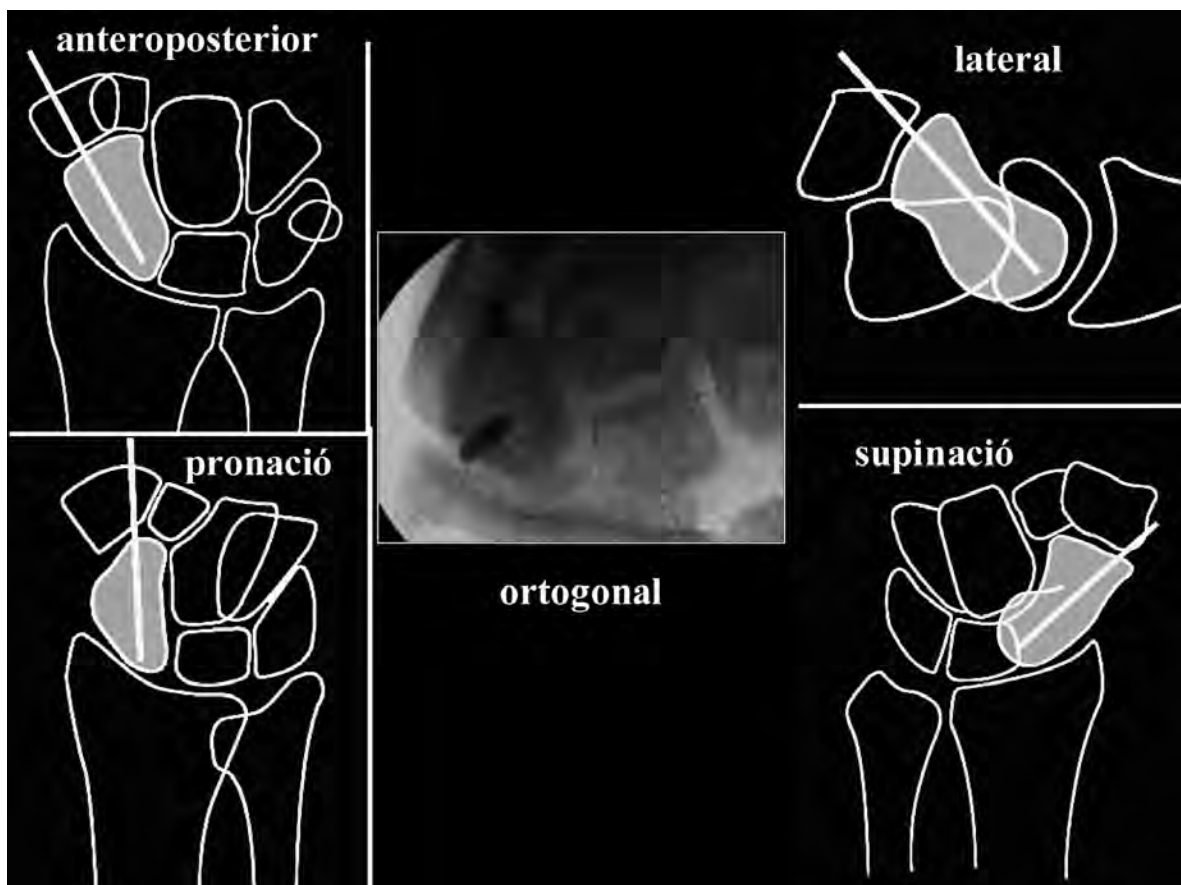 anteroposterior
lateral
pronació
supinació
ortogonal